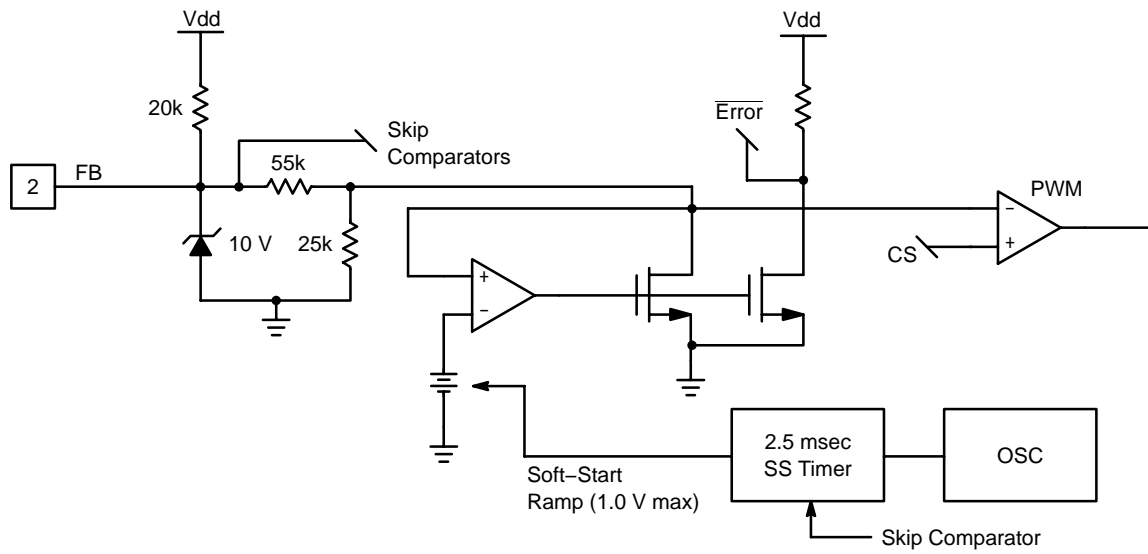 Vdd
Vdd
20k
Error
Skip
Comparators
FB
55k
2
PWM
10 V
25k
−
+
CS
+
−
2.5 msec
SS Timer
OSC
Soft−Start
Ramp (1.0 V max)
Skip Comparator